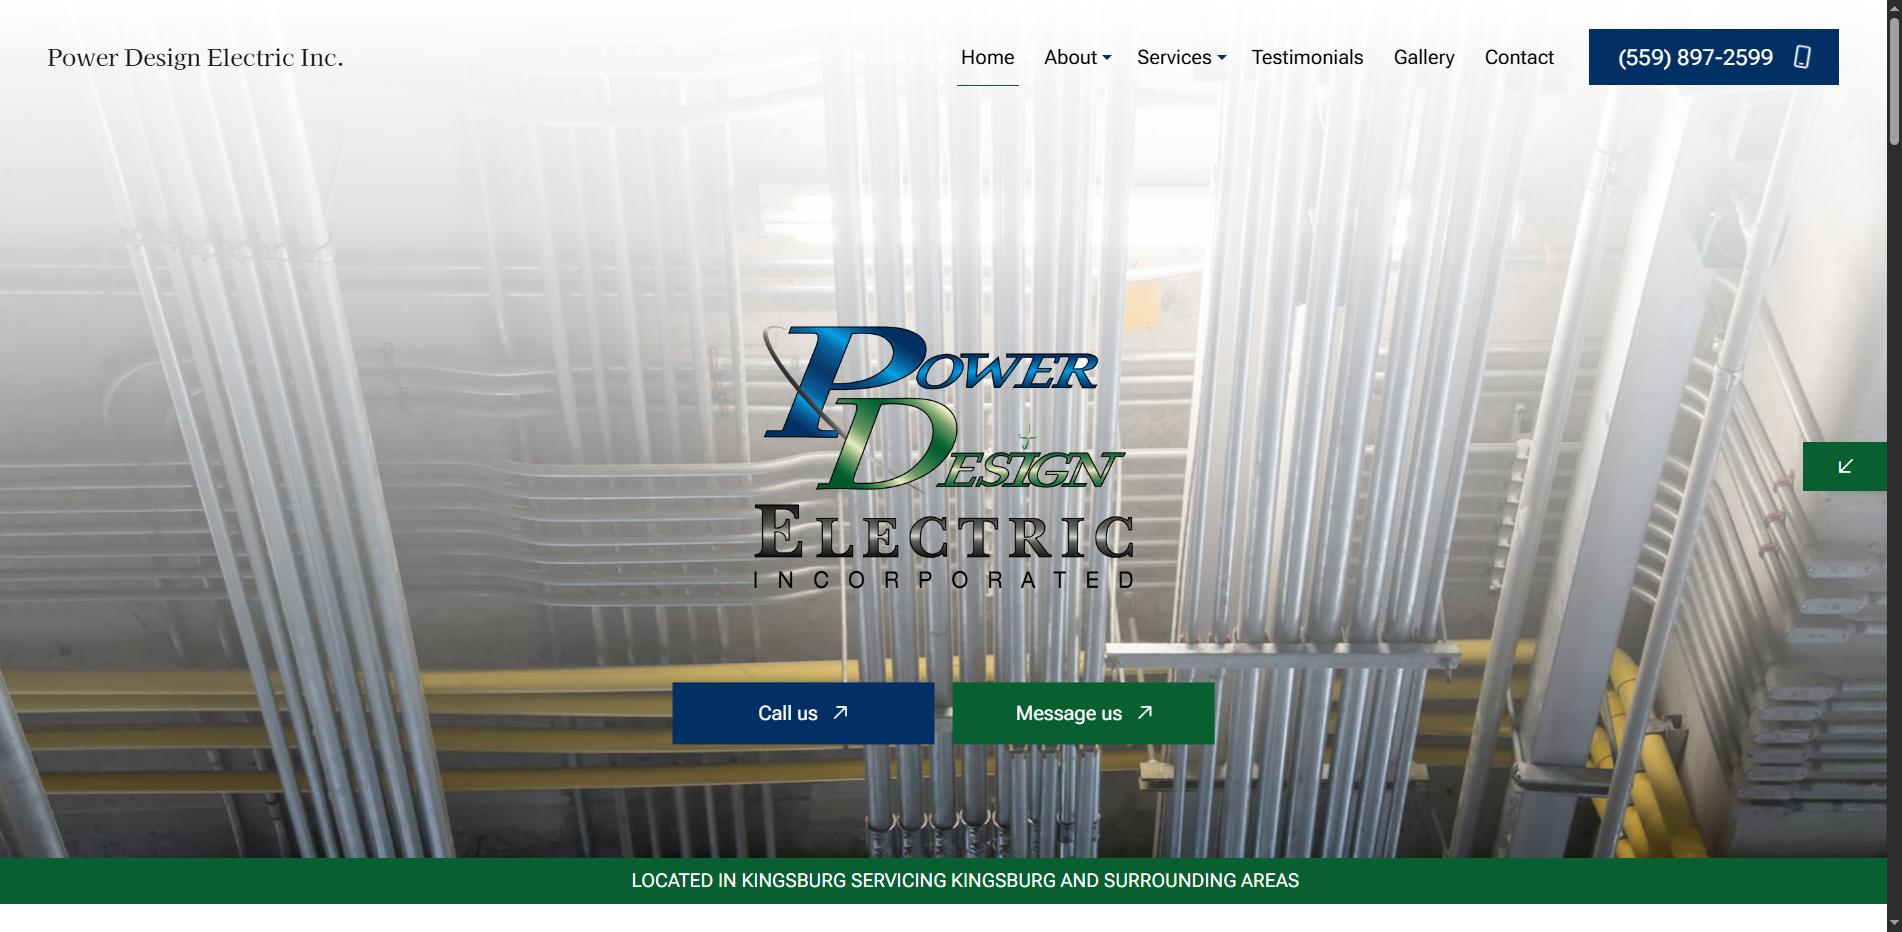 Power Design Electric Inc.
Home
About
Services
Testimonials
Gallery
Contact
(559) 897-2599
POWER
DESIGN
ELECTRIC
INCORPORATED
Call us
Message us
LOCATED IN KINGSBURG SERVICING KINGSBURG AND SURROUNDING AREAS